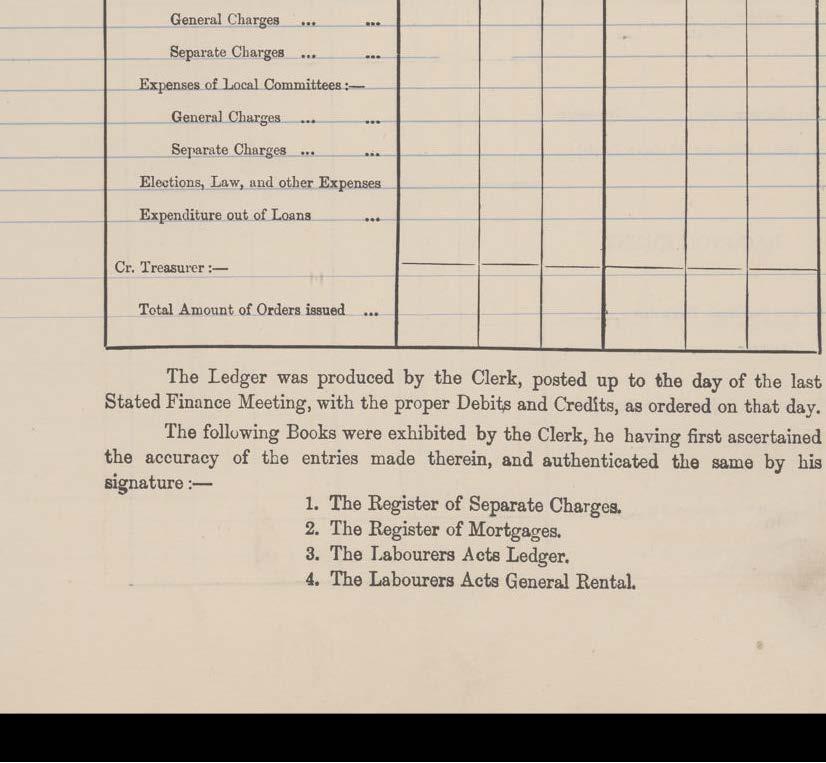 General Charges ... ...
Separate Charges ... ...
Expenses of Local Committees :—
General Charges ... ...
Separate Charges ... ...
Elections, Law, and other Expenses
Expenditure out of Loans ...
Cr. Treasurer :—
Total Amount of Orders issued ...
The Ledger was produced by the Clerk, posted up to the day of the last
Stated Finance Meeting, with the proper Debits and Credits, as ordered on that day.
The following Books were exhibited by the Clerk, he having first ascertained
the accuracy of the entries made therein, and authenticated the same by his
signature :—
1. The Register of Separate Charges.
2. The Register of Mortgages.
3. The Labourers Acts Ledger.
4. The Labourers Acts General Rental.